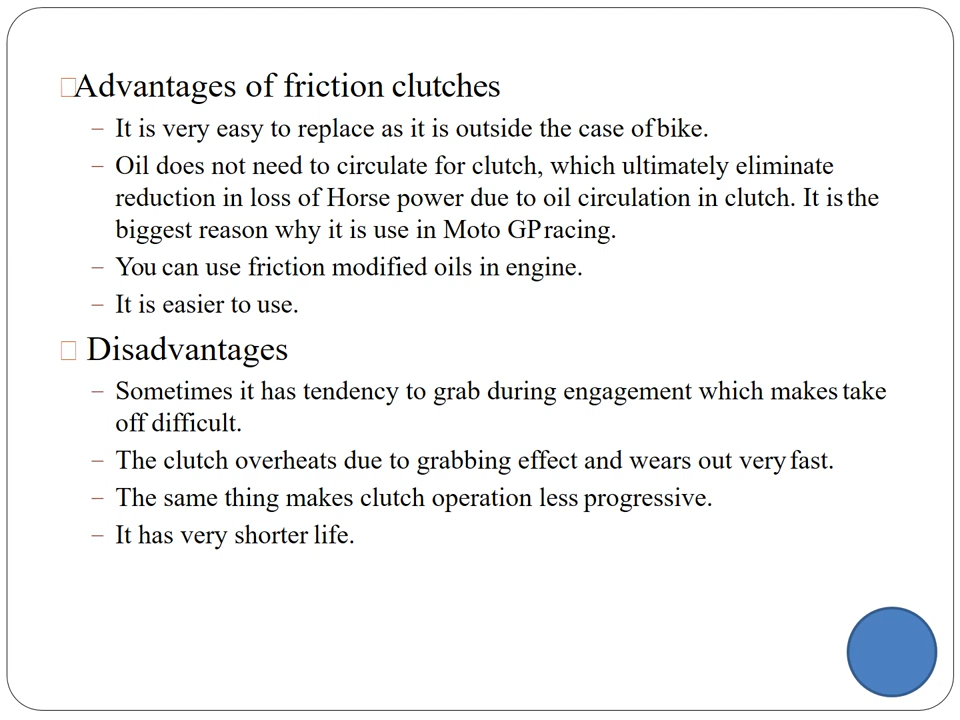 Advantages of friction clutches
– It is very easy to replace as it is outside the case of bike.
– Oil does not need to circulate for clutch, which ultimately eliminate
reduction in loss of Horse power due to oil circulation in clutch. It is the
biggest reason why it is use in Moto GP racing.
– You can use friction modified oils in engine.
– It is easier to use.
Disadvantages
– Sometimes it has tendency to grab during engagement which makes take
off difficult.
– The clutch overheats due to grabbing effect and wears out very fast.
– The same thing makes clutch operation less progressive.
– It has very shorter life.